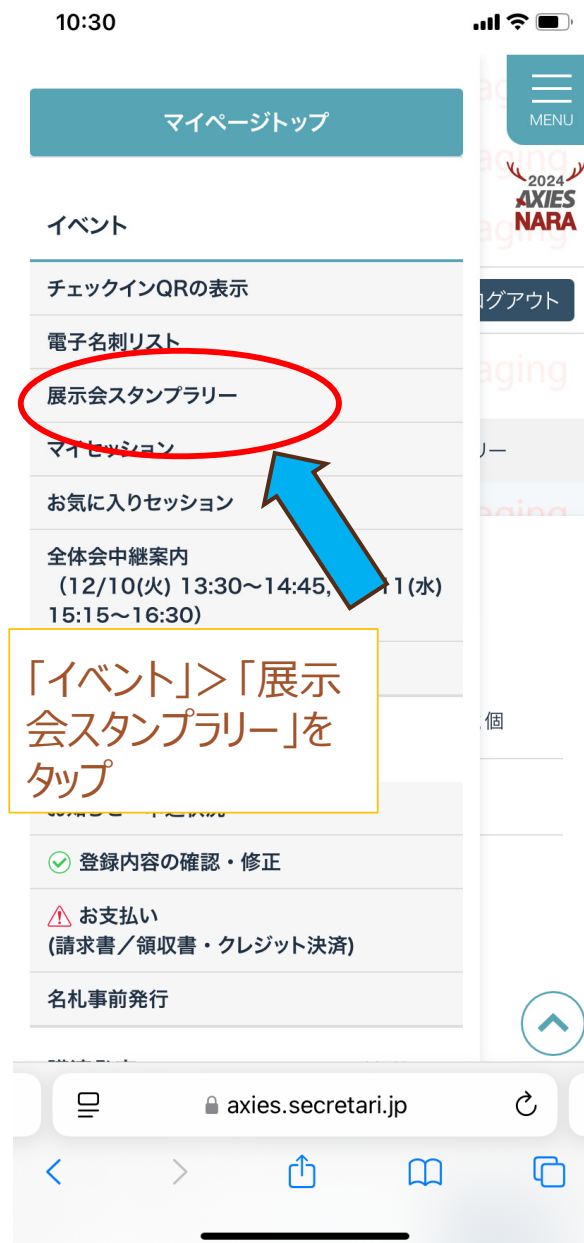 10:30
マイページトップ
MENU
2024
AXIES
NARA
イベント
チェックインQRの表示
ログアウト
電子名刺リスト
aging
展示会スタンプラリー
マイセッション
リー
お気に入りセッション
全体会中継案内
（12/10(火) 13:30〜14:45,
11(水)
15:15〜16:30）
「イベント」＞「展示
会スタンプラリー」を
タップ
個
登録内容の確認・修正
お支払い
(請求書／領収書・クレジット決済)
名札事前発行
axies.secretari.jp